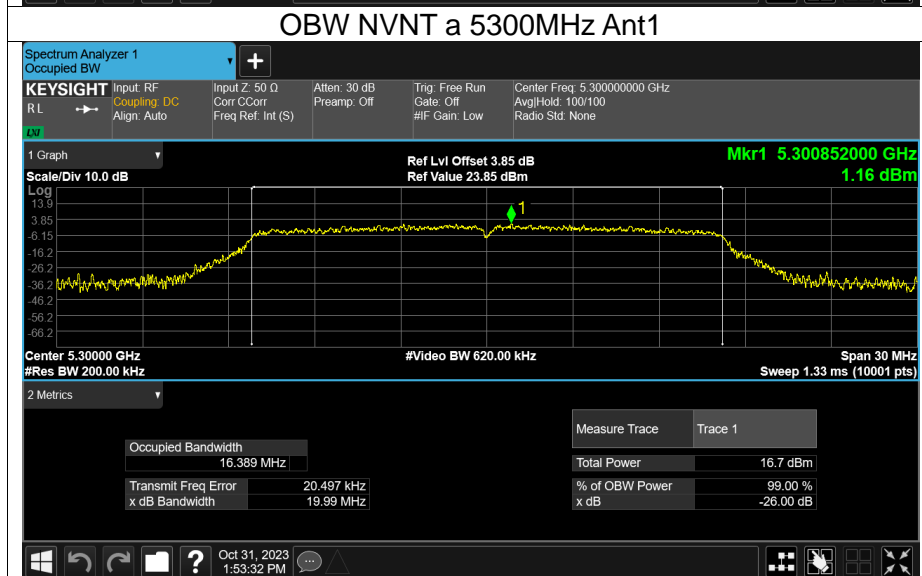 OBW NVNT a 5300MHz Ant1
Spectrum Analyzer 1
Occupied BW
+
KEYSIGHT
R L
LXI
Input: RF
Coupling: DC
Align: Auto
Input Z: 50 Ω
Corr CCorr
Freq Ref: Int (S)
Atten: 30 dB
Preamp: Off
Trig: Free Run
Gate: Off
#IF Gain: Low
Center Freq: 5.300000000 GHz
Avg|Hold: 100/100
Radio Std: None
1 Graph
Scale/Div 10.0 dB
Ref Lvl Offset 3.85 dB
Ref Value 23.85 dBm
Mkr1 5.300852000 GHz
1.16 dBm
Log
13.9
3.85
-6.15
-16.2
-26.2
-36.2
-46.2
-56.2
-66.2
1
Center 5.30000 GHz
#Res BW 200.00 kHz
#Video BW 620.00 kHz
Span 30 MHz
Sweep 1.33 ms (10001 pts)
2 Metrics
Occupied Bandwidth
16.389 MHz
Transmit Freq Error 20.497 kHz
x dB Bandwidth 19.99 MHz
Measure Trace Trace 1
Total Power 16.7 dBm
% of OBW Power 99.00 %
x dB -26.00 dB
?
Oct 31, 2023
1:53:32 PM